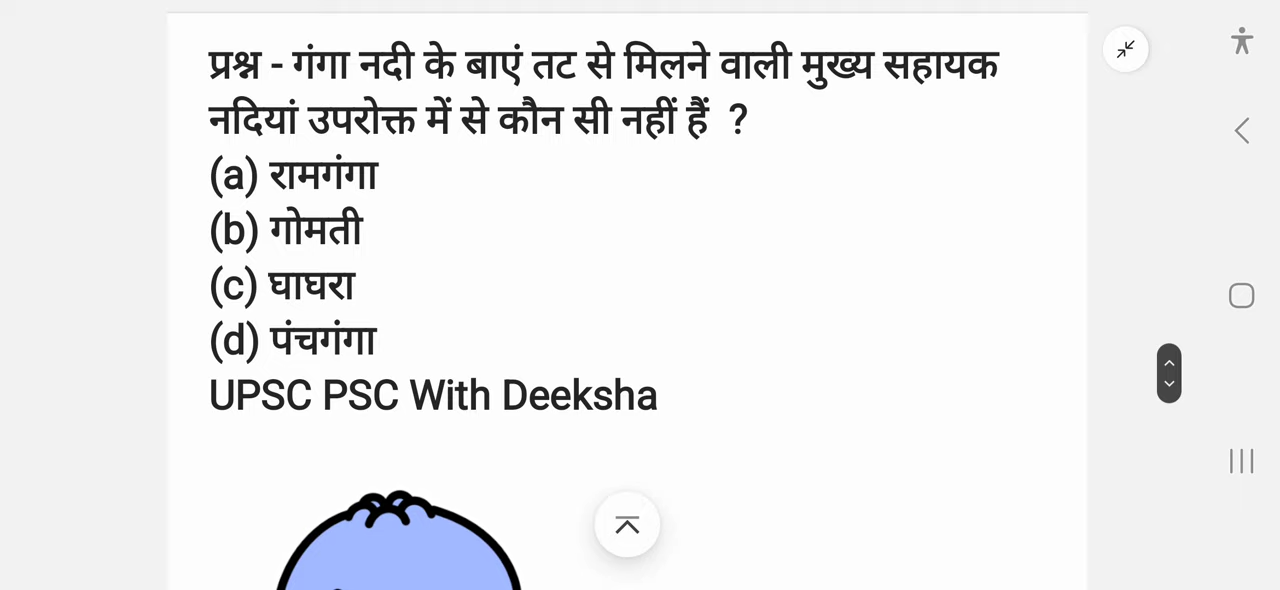 प्रश्न - गंगा नदी के बाएं तट से मिलने वाली मुख्य सहायक
नदियां उपरोक्त में से कौन सी नहीं हैं ?
(a) रामगंगा
(b) गोमती
(c) घाघरा
(d) पंचगंगा
UPSC PSC With Deeksha